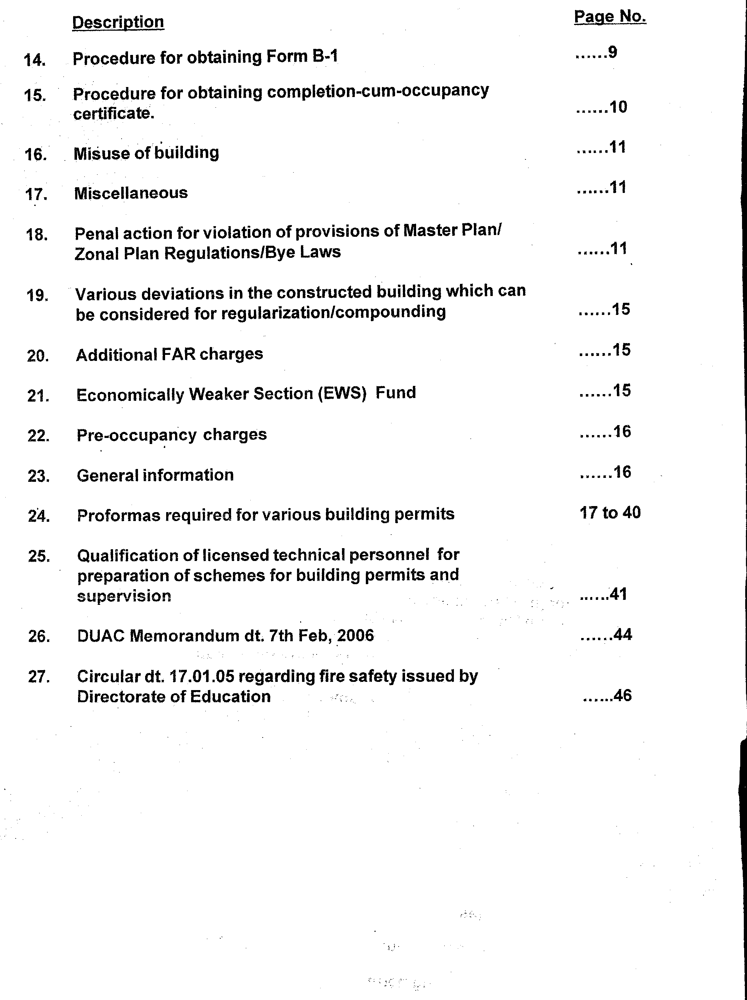 Description Page No.
14. Procedure for obtaining Form B-1 ......9
15. Procedure for obtaining completion-cum-occupancy
certificate. ......10
16. Misuse of building ......11
17. Miscellaneous ......11
18. Penal action for violation of provisions of Master Plan/
Zonal Plan Regulations/Bye Laws ......11
19. Various deviations in the constructed building which can
be considered for regularization/compounding ......15
20. Additional FAR charges ......15
21. Economically Weaker Section (EWS) Fund ......15
22. Pre-occupancy charges ......16
23. General information ......16
24. Proformas required for various building permits 17 to 40
25. Qualification of licensed technical personnel for
preparation of schemes for building permits and
supervision ......41
26. DUAC Memorandum dt. 7th Feb, 2006 ......44
27. Circular dt. 17.01.05 regarding fire safety issued by
Directorate of Education ......46